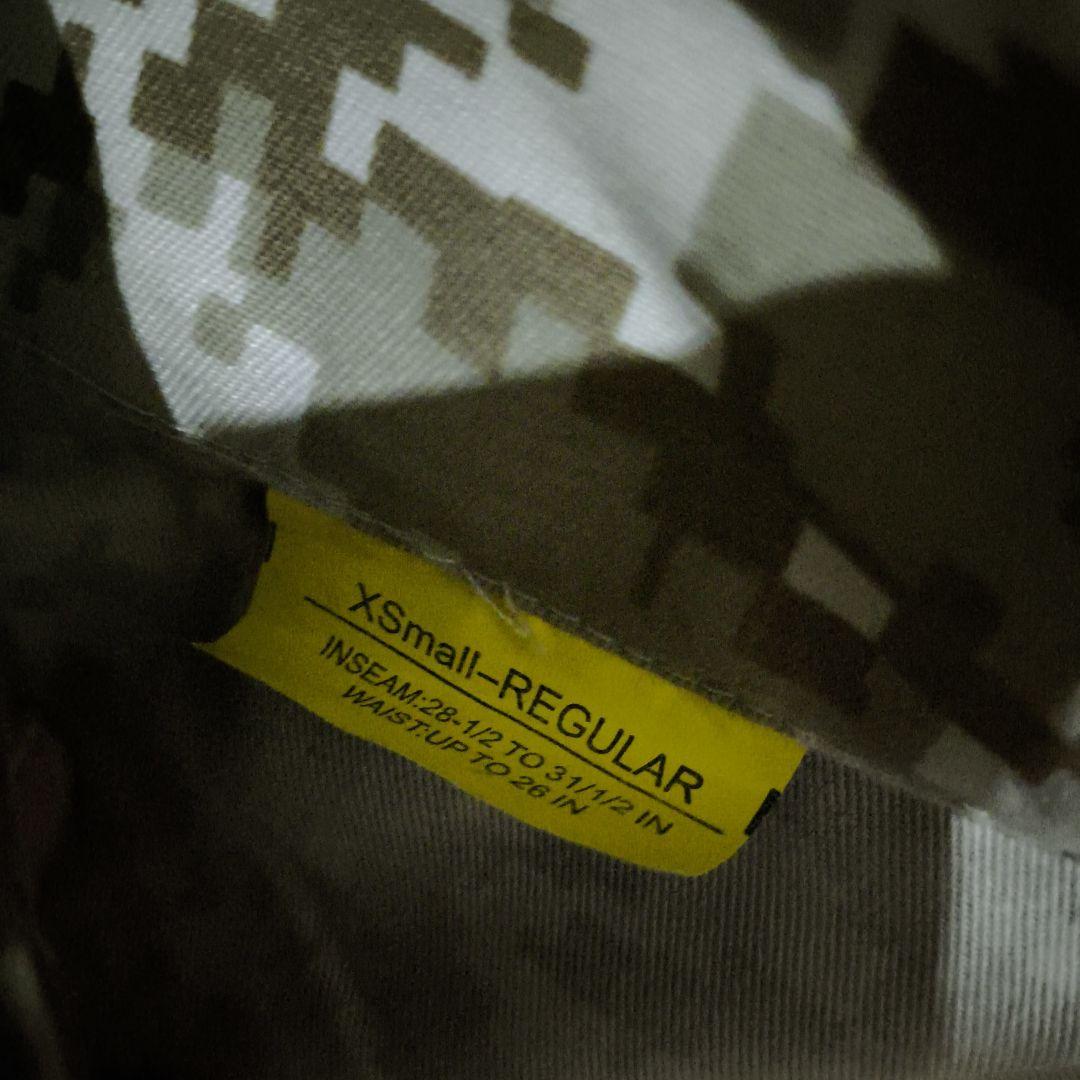 XSmall–REGULAR
INSEAM:28-1/2 TO 31/1/2 IN
WAIST:UP TO 26 IN